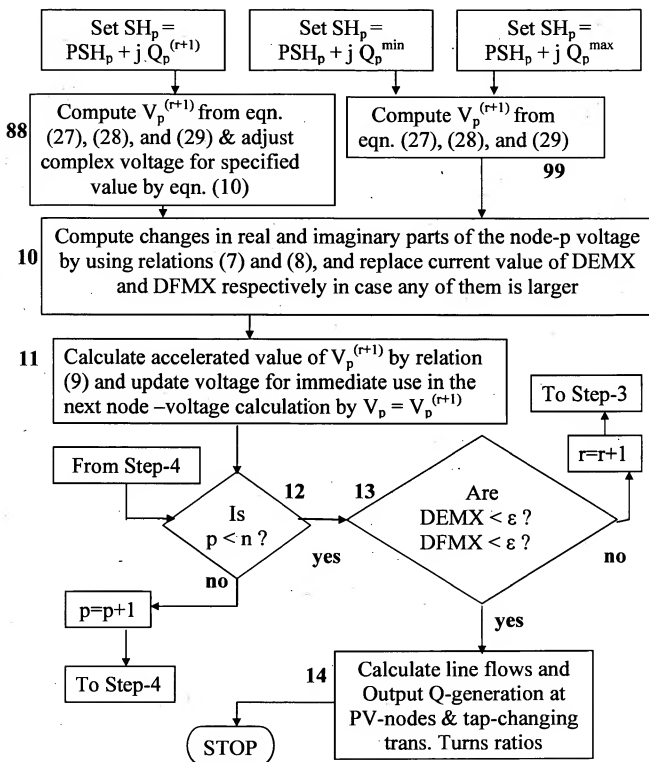 Set SHₚ =
PSHₚ + j Qₚ⁽ʳ⁺¹⁾
Set SHₚ =
PSHₚ + j Qₚᵐⁱⁿ
Set SHₚ =
PSHₚ + j Qₚᵐᵃˣ
88
Compute Vₚ⁽ʳ⁺¹⁾ from eqn.
(27), (28), and (29) & adjust
complex voltage for specified
value by eqn. (10)
Compute Vₚ⁽ʳ⁺¹⁾ from
eqn. (27), (28), and (29)
99
10
Compute changes in real and imaginary parts of the node-p voltage
by using relations (7) and (8), and replace current value of DEMX
and DFMX respectively in case any of them is larger
11
Calculate accelerated value of Vₚ⁽ʳ⁺¹⁾ by relation
(9) and update voltage for immediate use in the
next node –voltage calculation by Vₚ = Vₚ⁽ʳ⁺¹⁾
To Step-3
r=r+1
From Step-4
12
Is
p < n ?
yes
no
13
Are
DEMX < ε ?
DFMX < ε ?
no
yes
p=p+1
To Step-4
14
Calculate line flows and
Output Q-generation at
PV-nodes & tap-changing
trans. Turns ratios
STOP